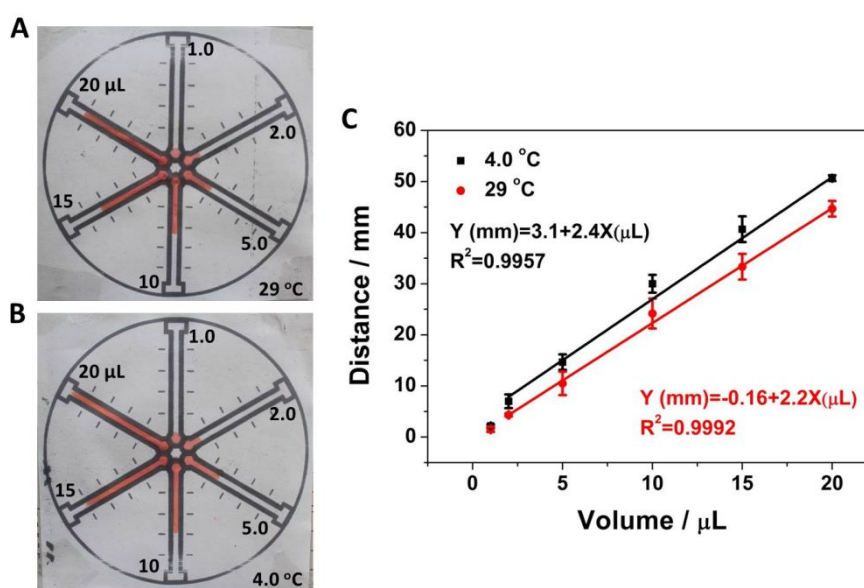 A
1.0
20 µL
2.0
15
5.0
10
29 °C
B
1.0
20 µL
2.0
15
5.0
10
4.0 °C
C
60
50
40
30
20
10
0
Distance / mm
4.0 °C
29 °C
Y (mm)=3.1+2.4X(µL)
R²=0.9957
Y (mm)=-0.16+2.2X(µL)
R²=0.9992
0 5 10 15 20
Volume / µL